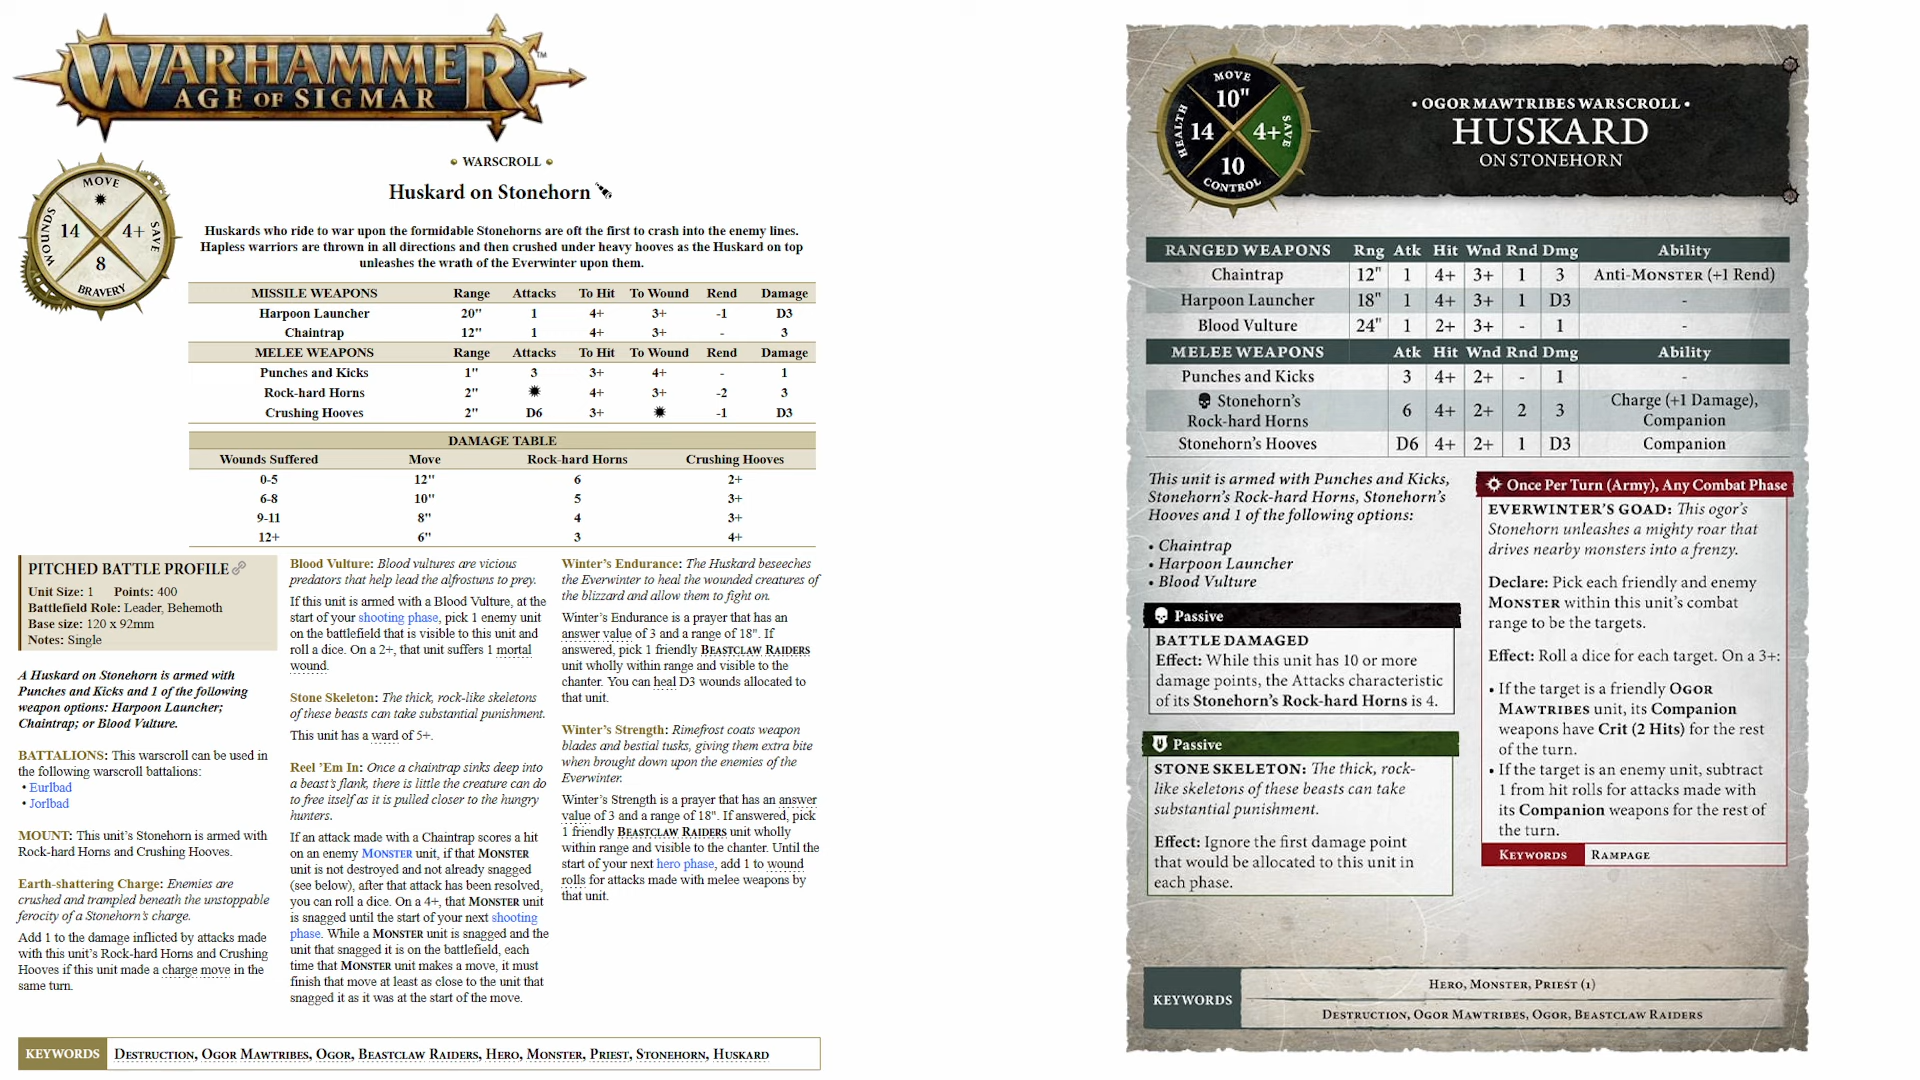 WARHAMMER
AGE OF SIGMAR
™
MOVE
WOUNDS
14
4+
SAVE
8
BRAVERY
• WARSCROLL •
Huskard on Stonehorn
Huskards who ride to war upon the formidable Stonehorns are oft the first to crash into the enemy lines.
Hapless warriors are thrown in all directions and then crushed under heavy hooves as the Huskard on top
unleashes the wrath of the Everwinter upon them.
MISSILE WEAPONS Range Attacks To Hit To Wound Rend Damage
Harpoon Launcher 20" 1 4+ 3+ -1 D3
Chaintrap 12" 1 4+ 3+ - 3
MELEE WEAPONS Range Attacks To Hit To Wound Rend Damage
Punches and Kicks 1" 3 3+ 4+ - 1
Rock-hard Horns 2" ✹ 4+ 3+ -2 3
Crushing Hooves 2" D6 3+ ✹ -1 D3
DAMAGE TABLE
Wounds Suffered Move Rock-hard Horns Crushing Hooves
0-5 12" 6 2+
6-8 10" 5 3+
9-11 8" 4 3+
12+ 6" 3 4+
PITCHED BATTLE PROFILE
Unit Size: 1 Points: 400
Battlefield Role: Leader, Behemoth
Base size: 120 x 92mm
Notes: Single
A Huskard on Stonehorn is armed with
Punches and Kicks and 1 of the following
weapon options: Harpoon Launcher;
Chaintrap; or Blood Vulture.
BATTALIONS: This warscroll can be used in
the following warscroll battalions:
• Eurlbad
• Jorlbad
MOUNT: This unit's Stonehorn is armed with
Rock-hard Horns and Crushing Hooves.
Earth-shattering Charge: Enemies are
crushed and trampled beneath the unstoppable
ferocity of a Stonehorn's charge.
Add 1 to the damage inflicted by attacks made
with this unit's Rock-hard Horns and Crushing
Hooves if this unit made a charge move in the
same turn.
Blood Vulture: Blood vultures are vicious
predators that help lead the alfrostuns to prey.
If this unit is armed with a Blood Vulture, at the
start of your shooting phase, pick 1 enemy unit
on the battlefield that is visible to this unit and
roll a dice. On a 2+, that unit suffers 1 mortal
wound.
Stone Skeleton: The thick, rock-like skeletons
of these beasts can take substantial punishment.
This unit has a ward of 5+.
Reel 'Em In: Once a chaintrap sinks deep into
a beast's flank, there is little the creature can do
to free itself as it is pulled closer to the hungry
hunters.
If an attack made with a Chaintrap scores a hit
on an enemy MONSTER unit, if that MONSTER
unit is not destroyed and not already snagged
(see below), after that attack has been resolved,
you can roll a dice. On a 4+, that MONSTER unit
is snagged until the start of your next shooting
phase. While a MONSTER unit is snagged and the
unit that snagged it is on the battlefield, each
time that MONSTER unit makes a move, it must
finish that move at least as close to the unit that
snagged it as it was at the start of the move.
Winter's Endurance: The Huskard beseeches
the Everwinter to heal the wounded creatures of
the blizzard and allow them to fight on.
Winter's Endurance is a prayer that has an
answer value of 3 and a range of 18". If
answered, pick 1 friendly BEASTCLAW RAIDERS
unit wholly within range and visible to the
chanter. You can heal D3 wounds allocated to
that unit.
Winter's Strength: Rimefrost coats weapon
blades and bestial tusks, giving them extra bite
when brought down upon the enemies of the
Everwinter.
Winter's Strength is a prayer that has an answer
value of 3 and a range of 18". If answered, pick
1 friendly BEASTCLAW RAIDERS unit wholly
within range and visible to the chanter. Until the
start of your next hero phase, add 1 to wound
rolls for attacks made with melee weapons by
that unit.
KEYWORDS DESTRUCTION, OGOR MAWTRIBES, OGOR, BEASTCLAW RAIDERS, HERO, MONSTER, PRIEST, STONEHORN, HUSKARD
MOVE
10"
HEALTH
14
4+
SAVE
10
CONTROL
• OGOR MAWTRIBES WARSCROLL •
HUSKARD
ON STONEHORN
RANGED WEAPONS Rng Atk Hit Wnd Rnd Dmg Ability
Chaintrap 12" 1 4+ 3+ 1 3 Anti-MONSTER (+1 Rend)
Harpoon Launcher 18" 1 4+ 3+ 1 D3 -
Blood Vulture 24" 1 2+ 3+ - 1 -
MELEE WEAPONS Atk Hit Wnd Rnd Dmg Ability
Punches and Kicks 3 4+ 2+ - 1 -
Stonehorn's
Rock-hard Horns 6 4+ 2+ 2 3 Charge (+1 Damage),
Companion
Stonehorn's Hooves D6 4+ 2+ 1 D3 Companion
This unit is armed with Punches and Kicks,
Stonehorn's Rock-hard Horns, Stonehorn's
Hooves and 1 of the following options:
• Chaintrap
• Harpoon Launcher
• Blood Vulture
Passive
BATTLE DAMAGED
Effect: While this unit has 10 or more
damage points, the Attacks characteristic
of its Stonehorn's Rock-hard Horns is 4.
Passive
STONE SKELETON: The thick, rock-
like skeletons of these beasts can take
substantial punishment.
Effect: Ignore the first damage point
that would be allocated to this unit in
each phase.
Once Per Turn (Army), Any Combat Phase
EVERWINTER'S GOAD: This ogor's
Stonehorn unleashes a mighty roar that
drives nearby monsters into a frenzy.
Declare: Pick each friendly and enemy
MONSTER within this unit's combat
range to be the targets.
Effect: Roll a dice for each target. On a 3+:
• If the target is a friendly OGOR
MAWTRIBES unit, its Companion
weapons have Crit (2 Hits) for the rest
of the turn.
• If the target is an enemy unit, subtract
1 from hit rolls for attacks made with
its Companion weapons for the rest of
the turn.
KEYWORDS RAMPAGE
KEYWORDS
HERO, MONSTER, PRIEST (1)
DESTRUCTION, OGOR MAWTRIBES, OGOR, BEASTCLAW RAIDERS